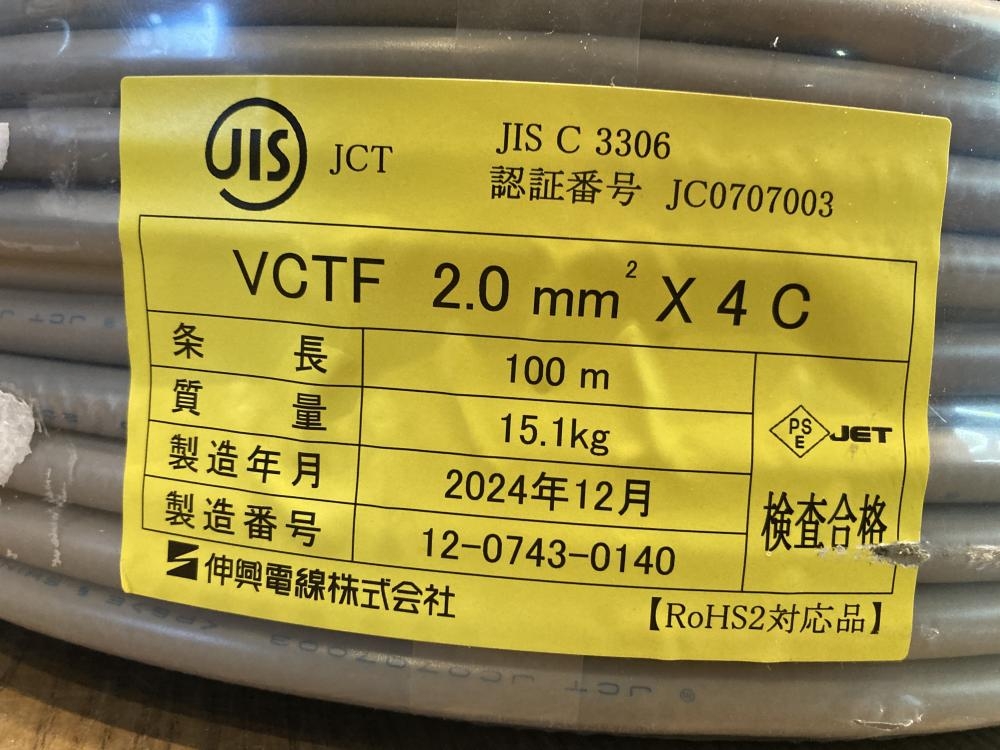 JIS JCT JIS C 3306
認証番号 JC0707003
VCTF 2.0 mm² X 4 C
条長 100 m
質量 15.1kg
製造年月 2024年12月
製造番号 12-0743-0140
PS E JET
検査合格
伸興電線株式会社
【RoHS2対応品】
JCT JC0707003